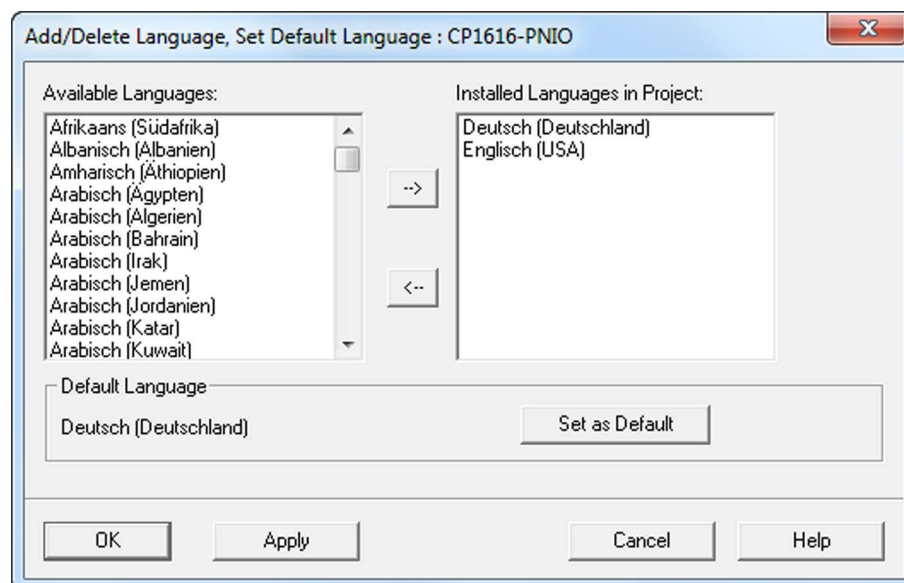 Add/Delete Language, Set Default Language : CP1616-PNIO
Available Languages:
Afrikaans (Südafrika)
Albanisch (Albanien)
Amharisch (Äthiopien)
Arabisch (Ägypten)
Arabisch (Algerien)
Arabisch (Bahrain)
Arabisch (Irak)
Arabisch (Jemen)
Arabisch (Jordanien)
Arabisch (Katar)
Arabisch (Kuwait)
-->
<--
Installed Languages in Project:
Deutsch (Deutschland)
Englisch (USA)
Default Language
Deutsch (Deutschland)
Set as Default
OK
Apply
Cancel
Help